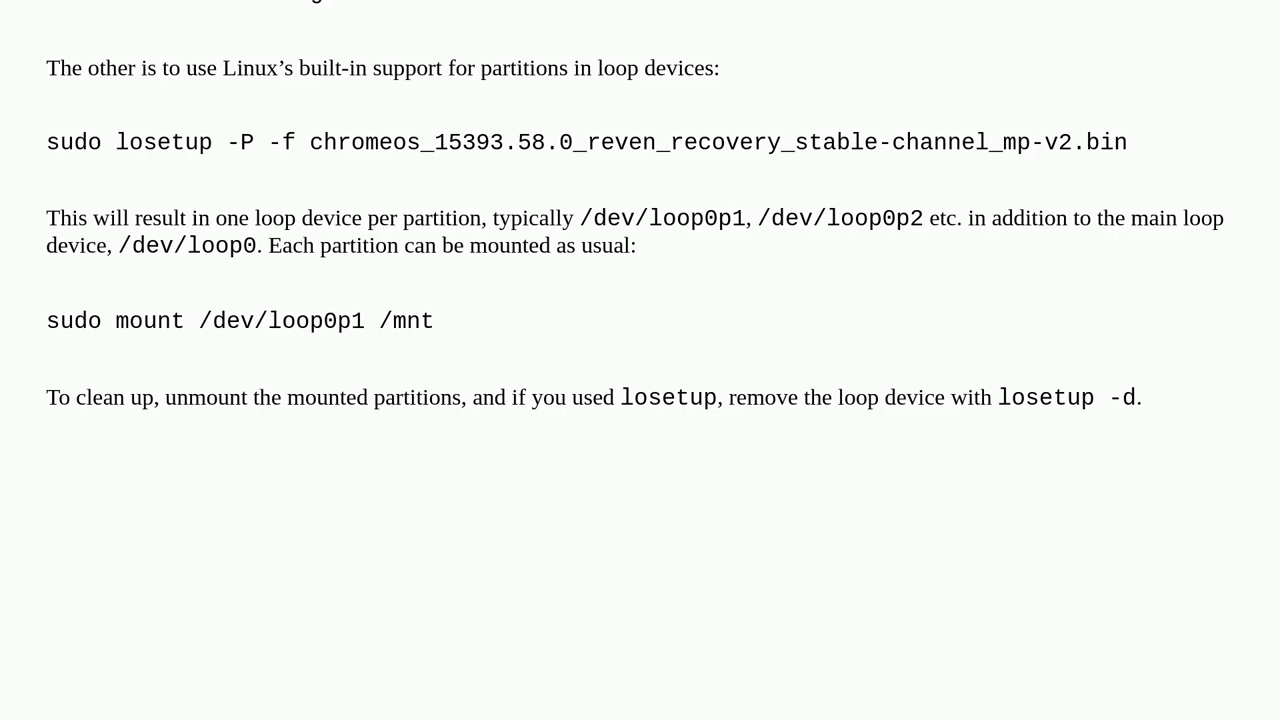 The other is to use Linux’s built-in support for partitions in loop devices:
sudo losetup -P -f chromeos_15393.58.0_reven_recovery_stable-channel_mp-v2.bin
This will result in one loop device per partition, typically /dev/loop0p1, /dev/loop0p2 etc. in addition to the main loop
device, /dev/loop0. Each partition can be mounted as usual:
sudo mount /dev/loop0p1 /mnt
To clean up, unmount the mounted partitions, and if you used losetup, remove the loop device with losetup -d.